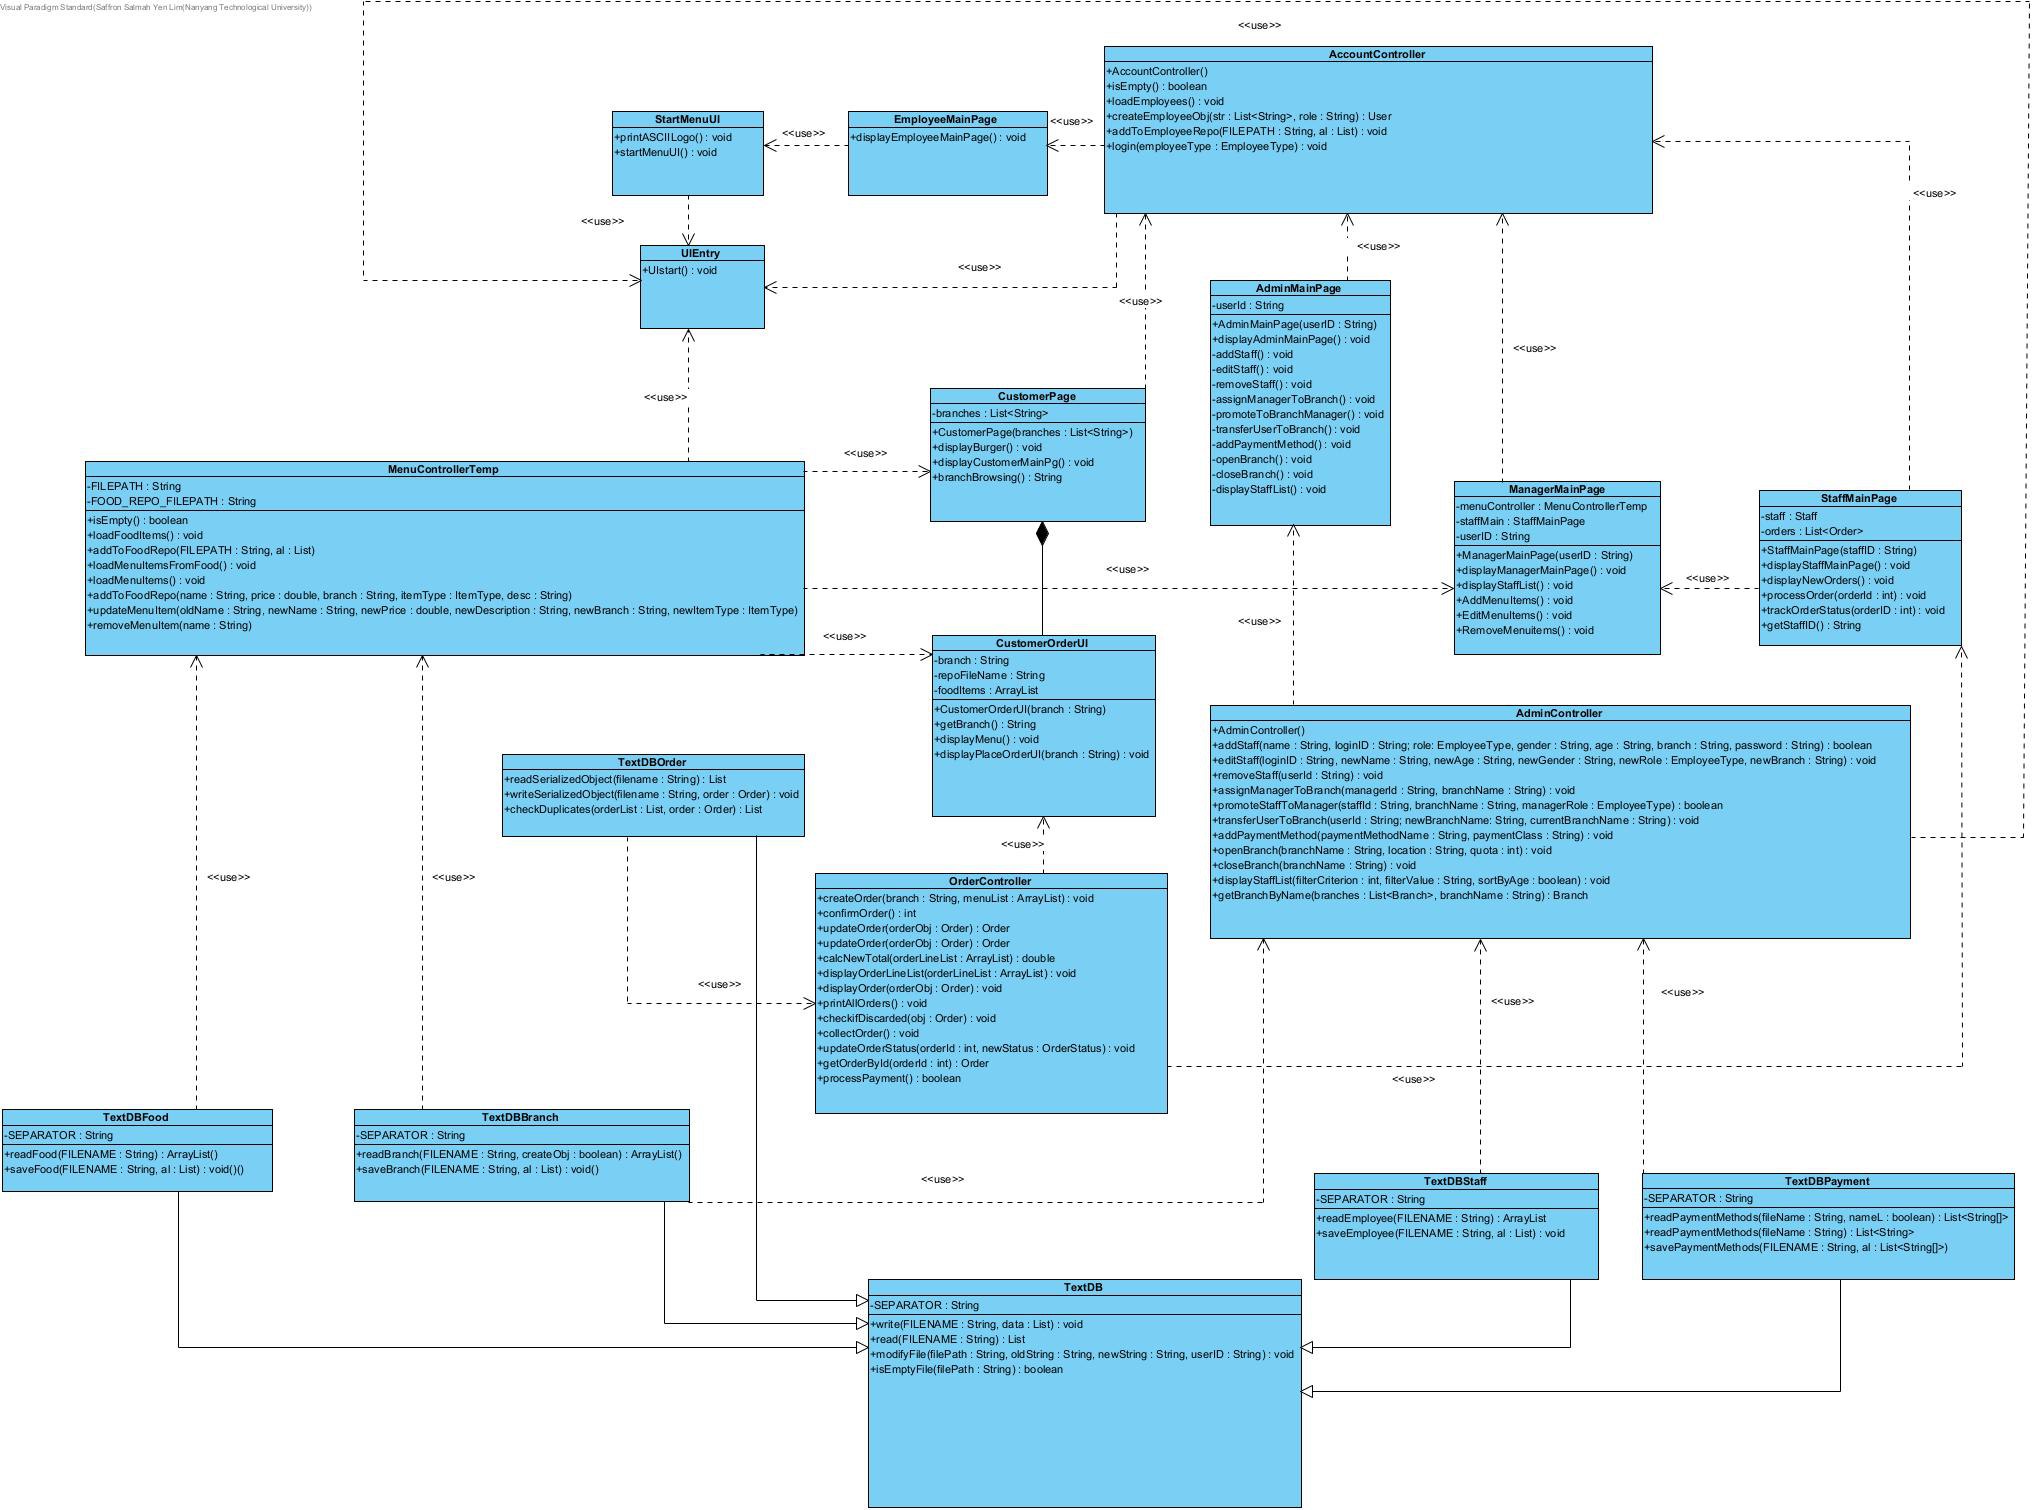 Visual Paradigm Standard(Saffron Salmah Yen Lim(Nanyang Technological University))
<<use>>
AccountController
+AccountController()
+isEmpty() : boolean
+loadEmployees() : void
+createEmployeeObj(str : List<String>, role : String) : User
+addToEmployeeRepo(FILEPATH : String, al : List) : void
+login(employeeType : EmployeeType) : void
StartMenuUI
+printASCIILogo() : void
+startMenuUI() : void
<<use>>
EmployeeMainPage
+displayEmployeeMainPage() : void
<<use>>
<<use>>
<<use>>
UIEntry
+UIstart() : void
<<use>>
<<use>>
<<use>>
AdminMainPage
-userId : String
+AdminMainPage(userID : String)
+displayAdminMainPage() : void
-addStaff() : void
-editStaff() : void
-removeStaff() : void
-assignManagerToBranch() : void
-promoteToBranchManager() : void
-transferUserToBranch() : void
-addPaymentMethod() : void
-openBranch() : void
-closeBranch() : void
-displayStaffList() : void
<<use>>
<<use>>
CustomerPage
-branches : List<String>
+CustomerPage(branches : List<String>)
+displayBurger() : void
+displayCustomerMainPg() : void
+branchBrowsing() : String
<<use>>
MenuControllerTemp
-FILEPATH : String
-FOOD_REPO_FILEPATH : String
+isEmpty() : boolean
+loadFoodItems() : void
+addToFoodRepo(FILEPATH : String, al : List)
+loadMenuItemsFromFood() : void
+loadMenuItems() : void
+addToFoodRepo(name : String, price : double, branch : String, itemType : ItemType, desc : String)
+updateMenuItem(oldName : String, newName : String, newPrice : double, newDescription : String, newBranch : String, newItemType : ItemType)
+removeMenuItem(name : String)
ManagerMainPage
-menuController : MenuControllerTemp
-staffMain : StaffMainPage
-userID : String
+ManagerMainPage(userID : String)
+displayManagerMainPage() : void
+displayStaffList() : void
+AddMenuItems() : void
+EditMenuItems() : void
+RemoveMenuitems() : void
StaffMainPage
-staff : Staff
-orders : List<Order>
+StaffMainPage(staffID : String)
+displayStaffMainPage() : void
+displayNewOrders() : void
+processOrder(orderId : int) : void
+trackOrderStatus(orderID : int) : void
+getStaffID() : String
<<use>>
<<use>>
<<use>>
<<use>>
CustomerOrderUI
-branch : String
-repoFileName : String
-foodItems : ArrayList
+CustomerOrderUI(branch : String)
+getBranch() : String
+displayMenu() : void
+displayPlaceOrderUI(branch : String) : void
AdminController
+AdminController()
+addStaff(name : String, loginID : String; role: EmployeeType, gender : String, age : String, branch : String, password : String) : boolean
+editStaff(loginID : String, newName : String, newAge : String, newGender : String, newRole : EmployeeType, newBranch : String) : void
+removeStaff(userId : String) : void
+assignManagerToBranch(managerId : String, branchName : String) : void
+promoteStaffToManager(staffId : String, branchName : String, managerRole : EmployeeType) : boolean
+transferUserToBranch(userId : String; newBranchName: String, currentBranchName : String) : void
+addPaymentMethod(paymentMethodName : String, paymentClass : String) : void
+openBranch(branchName : String, location : String, quota : int) : void
+closeBranch(branchName : String) : void
+displayStaffList(filterCriterion : int, filterValue : String, sortByAge : boolean) : void
+getBranchByName(branches : List<Branch>, branchName : String) : Branch
TextDBOrder
+readSerializedObject(filename : String) : List
+writeSerializedObject(filename : String, order : Order) : void
+checkDuplicates(orderList : List, order : Order) : List
<<use>>
<<use>>
<<use>>
OrderController
+createOrder(branch : String, menuList : ArrayList) : void
+confirmOrder() : int
+updateOrder(orderObj : Order) : Order
+updateOrder(orderObj : Order) : Order
+calcNewTotal(orderLineList : ArrayList) : double
+displayOrderLineList(orderLineList : ArrayList) : void
+displayOrder(orderObj : Order) : void
+printAllOrders() : void
+checkifDiscarded(obj : Order) : void
+collectOrder() : void
+updateOrderStatus(orderId : int, newStatus : OrderStatus) : void
+getOrderById(orderId : int) : Order
+processPayment() : boolean
<<use>>
<<use>>
<<use>>
<<use>>
TextDBFood
-SEPARATOR : String
+readFood(FILENAME : String) : ArrayList()
+saveFood(FILENAME : String, al : List) : void()()
TextDBBranch
-SEPARATOR : String
+readBranch(FILENAME : String, createObj : boolean) : ArrayList()
+saveBranch(FILENAME : String, al : List) : void()
<<use>>
TextDBStaff
-SEPARATOR : String
+readEmployee(FILENAME : String) : ArrayList
+saveEmployee(FILENAME : String, al : List) : void
TextDBPayment
-SEPARATOR : String
+readPaymentMethods(fileName : String, nameL : boolean) : List<String[]>
+readPaymentMethods(fileName : String) : List<String>
+savePaymentMethods(FILENAME : String, al : List<String[]>)
TextDB
-SEPARATOR : String
+write(FILENAME : String, data : List) : void
+read(FILENAME : String) : List
+modifyFile(filePath : String, oldString : String, newString : String, userID : String) : void
+isEmptyFile(filePath : String) : boolean